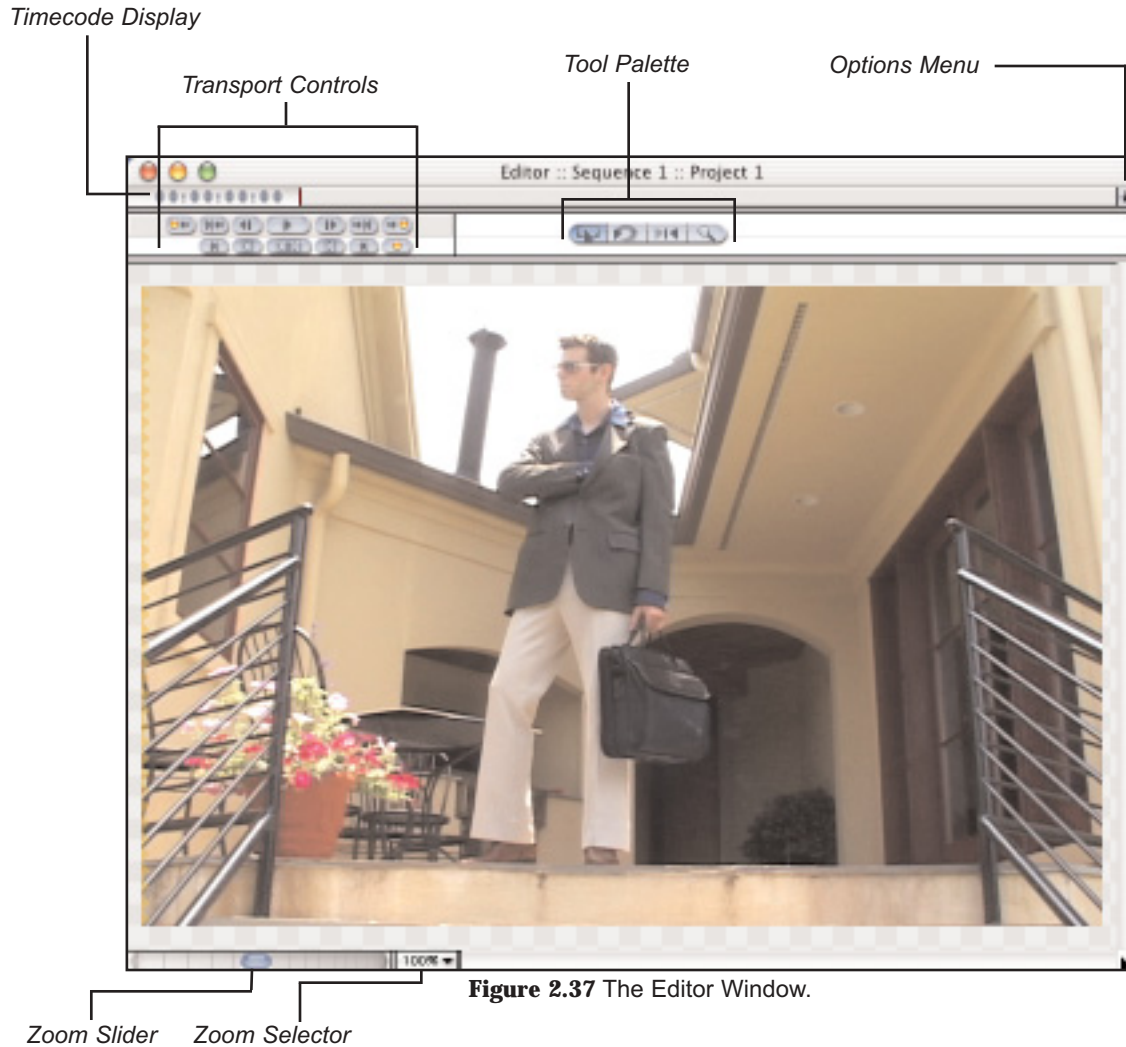 Timecode Display
Transport Controls
Tool Palette
Options Menu
Editor :: Sequence 1 :: Project 1
00:00:00:00
100%
Figure 2.37 The Editor Window.
Zoom Slider
Zoom Selector